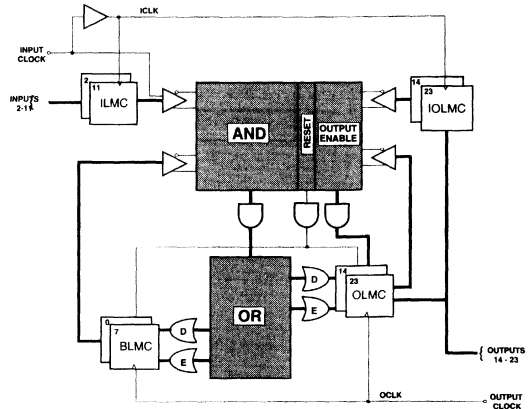 ICLK
INPUT
CLOCK
2
11
ILMC
INPUTS
2-11
AND
RESET
OUTPUT
ENABLE
14
23
IOLMC
OR
D
E
14
23
OLMC
D
E
0
7
BLMC
OUTPUTS
14 - 23
OCLK
OUTPUT
CLOCK